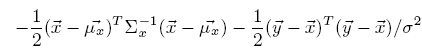 $-\frac{1}{2}(\vec{x} - \vec{\mu_x})^T \Sigma_x^{-1} (\vec{x} - \vec{\mu_x}) - \frac{1}{2}(\vec{y} - \vec{x})^T (\vec{y} - \vec{x}) / \sigma^2$